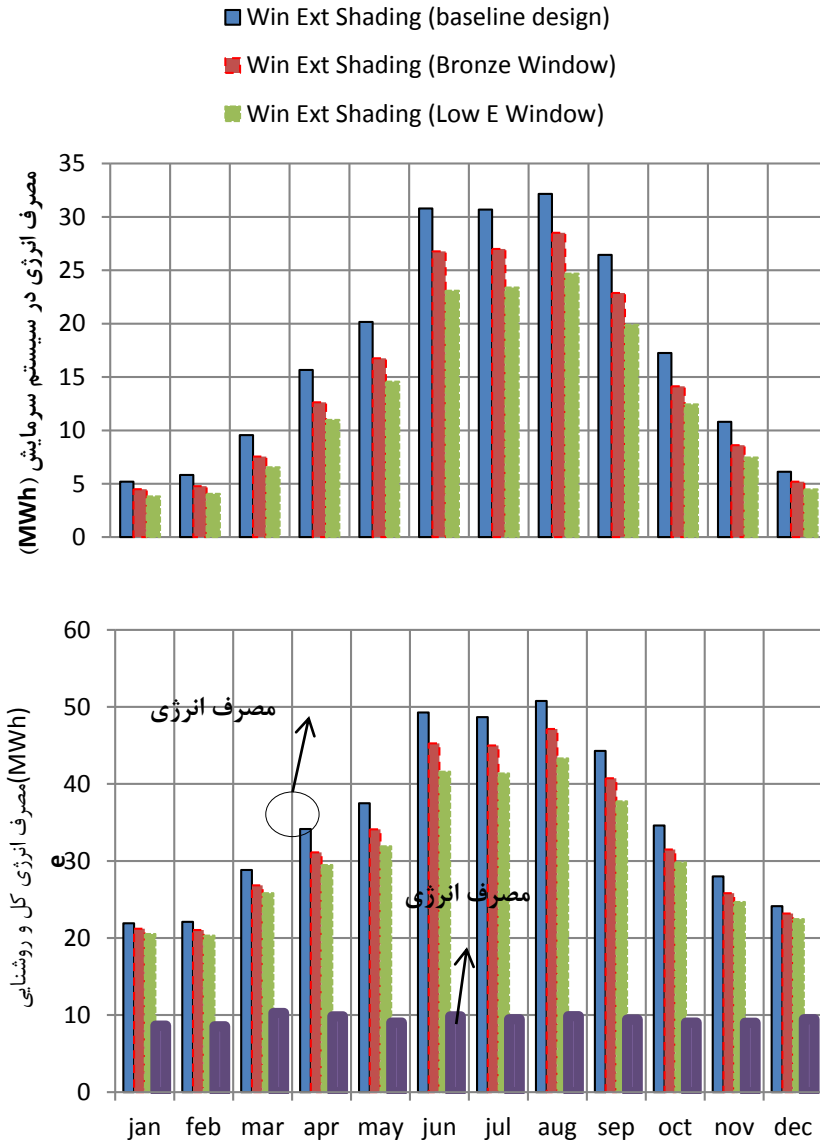 Win Ext Shading (baseline design)
Win Ext Shading (Bronze Window)
Win Ext Shading (Low E Window)
مصرف انرژی در سیستم سرمایش (MWh)
35
30
25
20
15
10
5
0
مصرف انرژی کل و روشنایی(MWh)
e
60
50
40
30
20
10
0
مصرف انرژی
مصرف انرژی
jan feb mar apr may jun jul aug sep oct nov dec